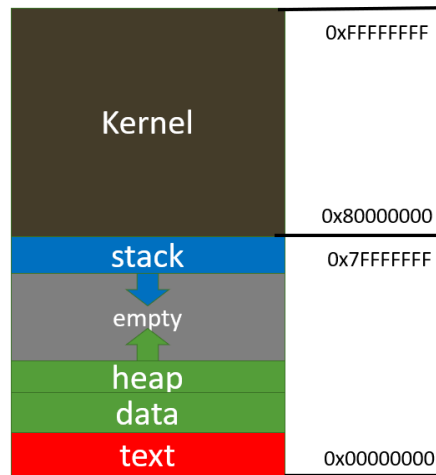 0xFFFFFFFF
Kernel
0x80000000
stack
0x7FFFFFFF
empty
heap
data
text
0x00000000